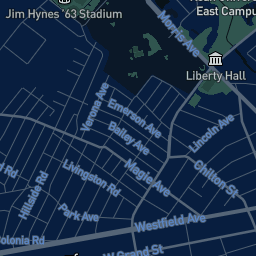 Jim Hynes '63 Stadium
East Campu
Morris Ave
Liberty Hall
Verona Ave
Emerson Ave
Bailey Ave
Lincoln Ave
Magie Ave
Chilton St
Livingston Rd
Hillside Rd
Park Ave
Westfield Ave
Colonia Rd
W Grand St